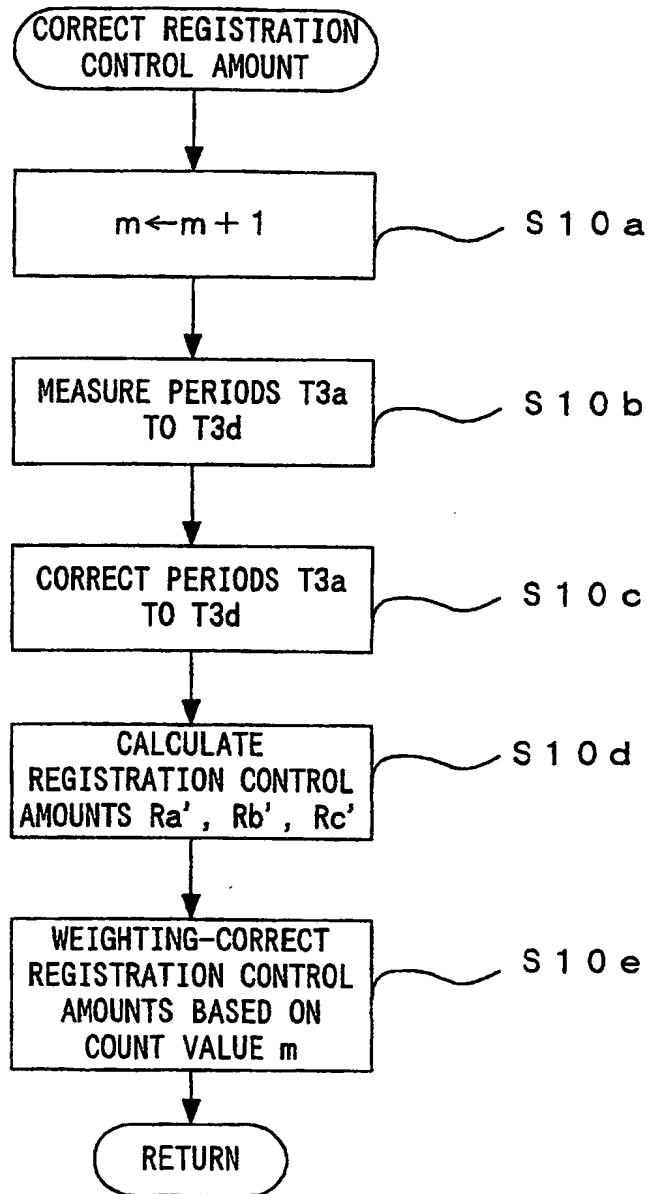 CORRECT REGISTRATION
CONTROL AMOUNT
m←m+1
S10a
MEASURE PERIODS T3a
TO T3d
S10b
CORRECT PERIODS T3a
TO T3d
S10c
CALCULATE
REGISTRATION CONTROL
AMOUNTS Ra', Rb', Rc'
S10d
WEIGHTING-CORRECT
REGISTRATION CONTROL
AMOUNTS BASED ON
COUNT VALUE m
S10e
RETURN